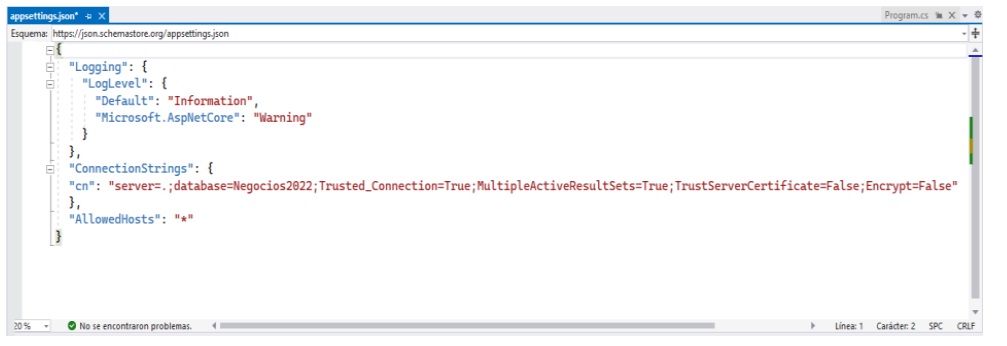 appsettings.json*
Program.cs
Esquema: https://json.schemastore.org/appsettings.json
{
"Logging": {
"LogLevel": {
"Default": "Information",
"Microsoft.AspNetCore": "Warning"
}
},
"ConnectionStrings": {
"cn": "server=.;database=Negocios2022;Trusted_Connection=True;MultipleActiveResultSets=True;TrustServerCertificate=False;Encrypt=False"
},
"AllowedHosts": "*"
}
20 % No se encontraron problemas. Línea: 1 Carácter: 2 SPC CRLF